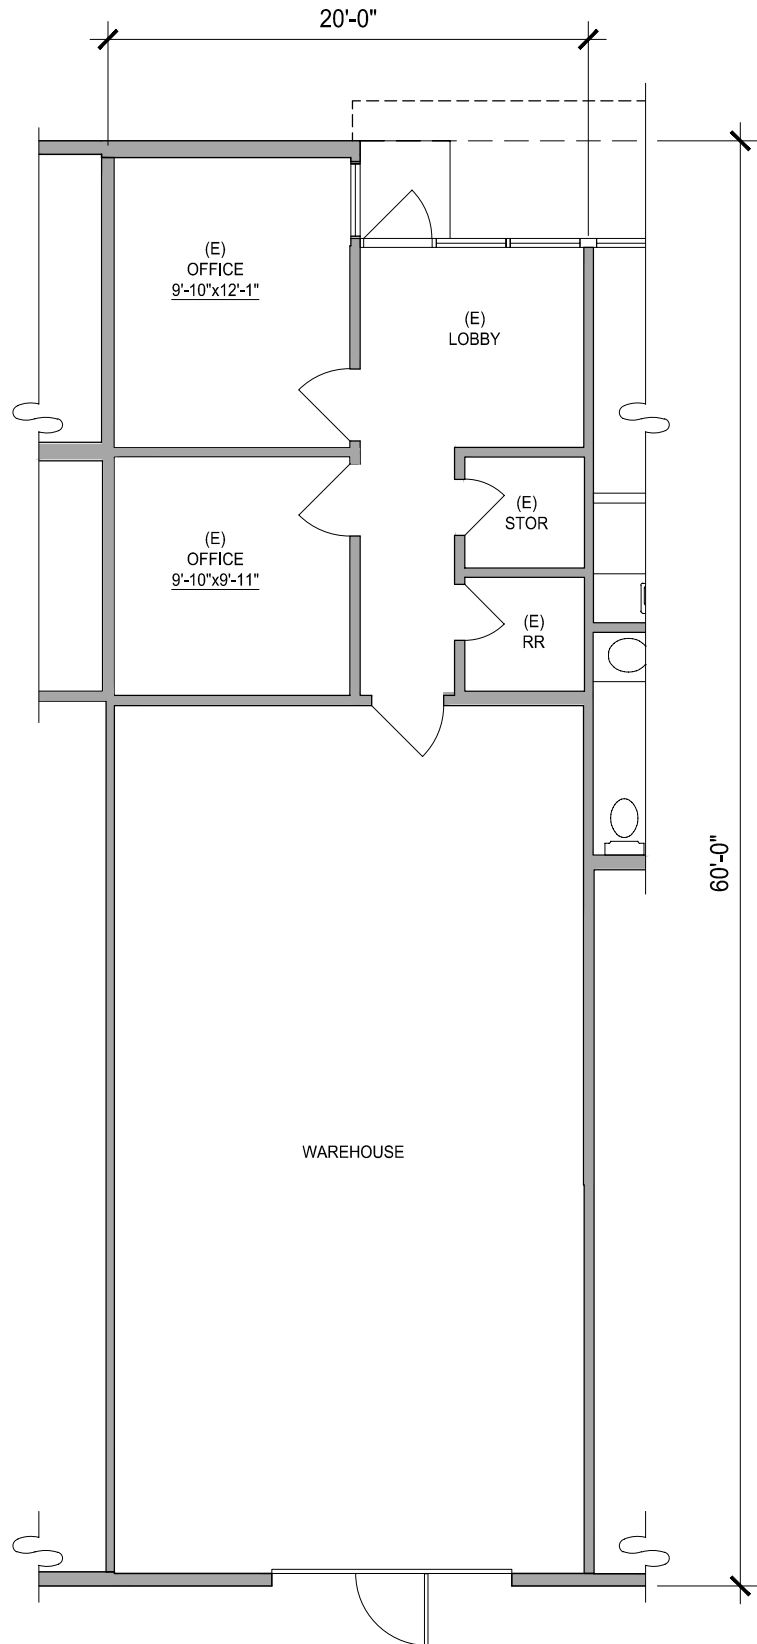 20'-0"
(E)
OFFICE
9'-10"x12'-1"
(E)
LOBBY
(E)
STOR
(E)
OFFICE
9'-10"x9'-11"
(E)
RR
60'-0"
WAREHOUSE